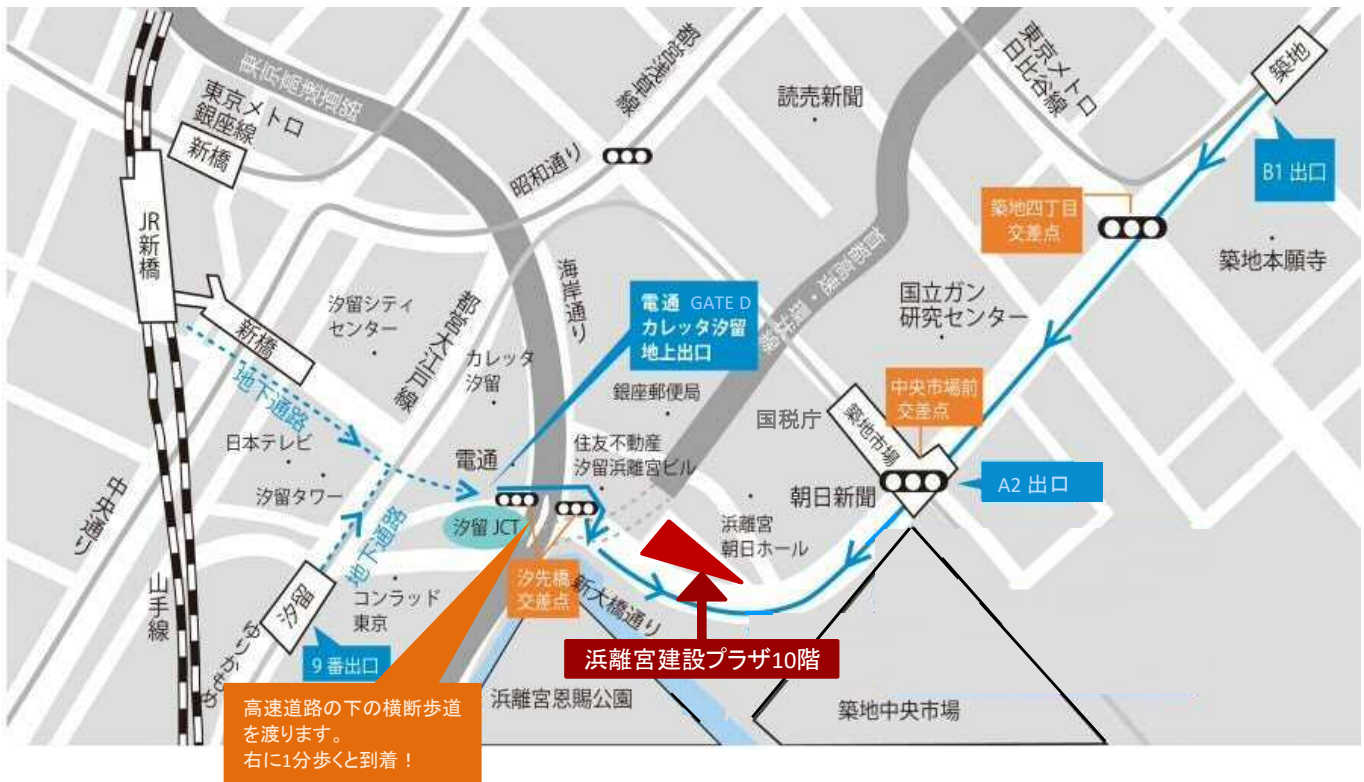 東京高速道路
東京メトロ
銀座線
新橋
都営浅草線
昭和通り
読売新聞
東京メトロ
日比谷線
築地
B1 出口
築地四丁目
交差点
築地本願寺
JR
新橋
新橋
汐留シティ
センター
都営大江戸線
カレッタ
汐留
海岸通り
電通 GATE D
カレッタ汐留
地上出口
首都高速・環状線
国立ガン
研究センター
銀座郵便局
国税庁
中央市場前
交差点
築地市場
地下通路
日本テレビ
汐留タワー
電通
住友不動産
汐留浜離宮ビル
朝日新聞
A2 出口
浜離宮
朝日ホール
中央通り
山手線
地下通路
汐留 JCT
汐先橋
交差点
新大橋通り
汐留
コンラッド
東京
ゆりかもめ
9 番出口
浜離宮建設プラザ10階
浜離宮恩賜公園
築地中央市場
高速道路の下の横断歩道
を渡ります。
右に1分歩くと到着！